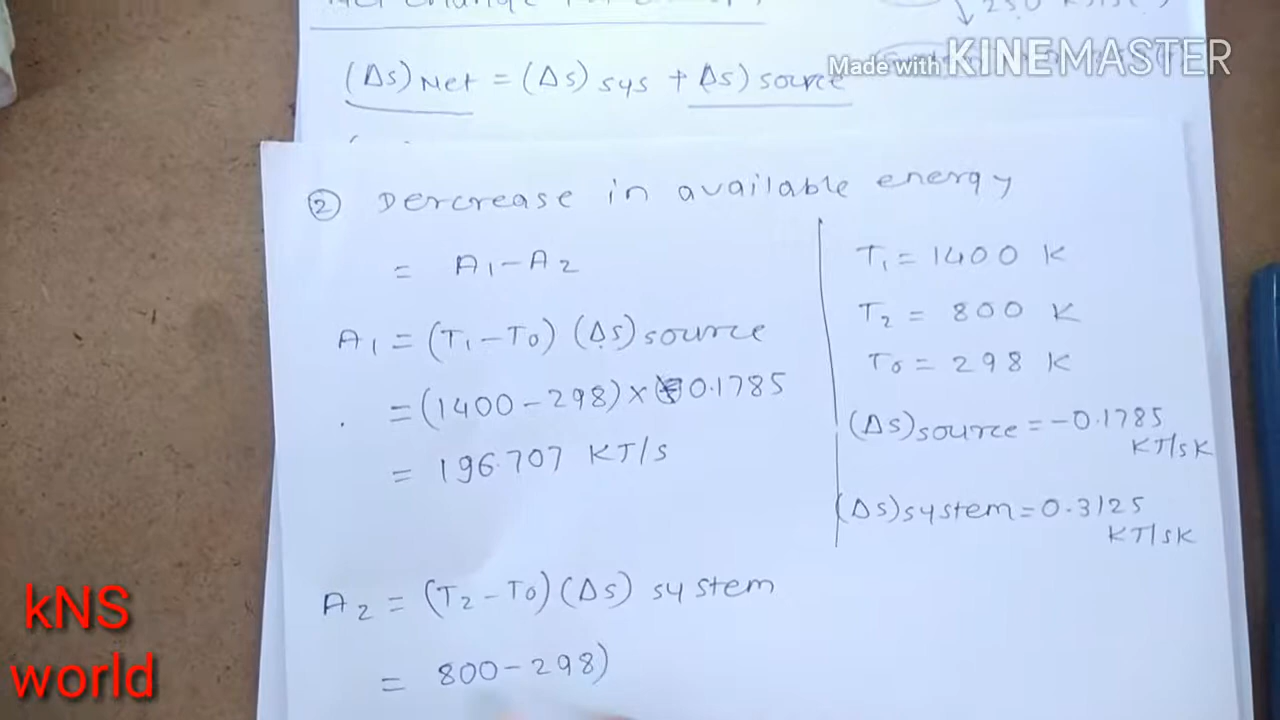 Made with KINEMASTER
(Δs) Net = (Δs) sys + Δs) source
② Dercrease in available energy
= A1 - A2
A1 = (T1 - T0) (Δs) source
= (1400 - 298) × 0.1785
= 196.707 KJ/s
T1 = 1400 K
T2 = 800 K
T0 = 298 K
(Δs) source = -0.1785
KJ/sK
(Δs) system = 0.3125
KJ/sK
A2 = (T2 - T0) (Δs) system
= 800 - 298)
kNS
world